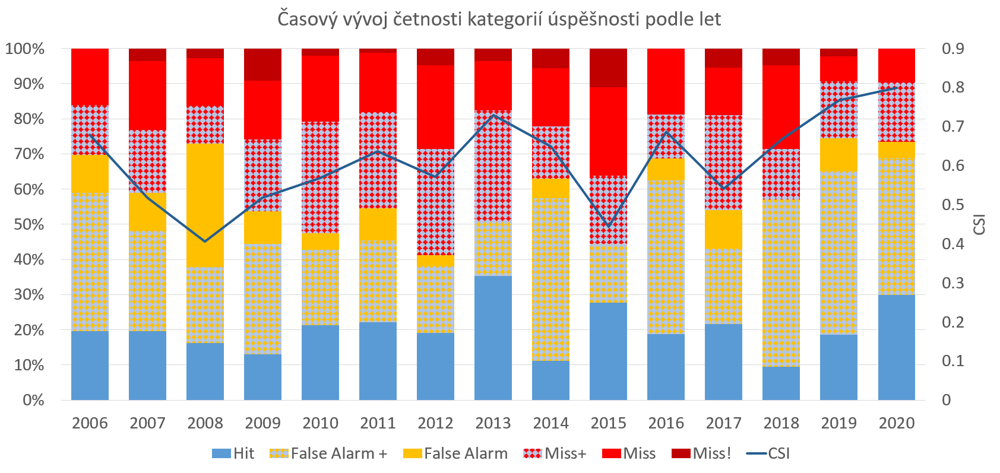 Časový vývoj četnosti kategorií úspěšnosti podle let
100% 0.9
90% 0.8
80% 0.7
70% 0.6
60% 0.5
50% 0.4
40% 0.3
30% 0.2
20% 0.1
10% 0
0%
CSI
2006 2007 2008 2009 2010 2011 2012 2013 2014 2015 2016 2017 2018 2019 2020
Hit False Alarm + False Alarm Miss+ Miss Miss! CSI